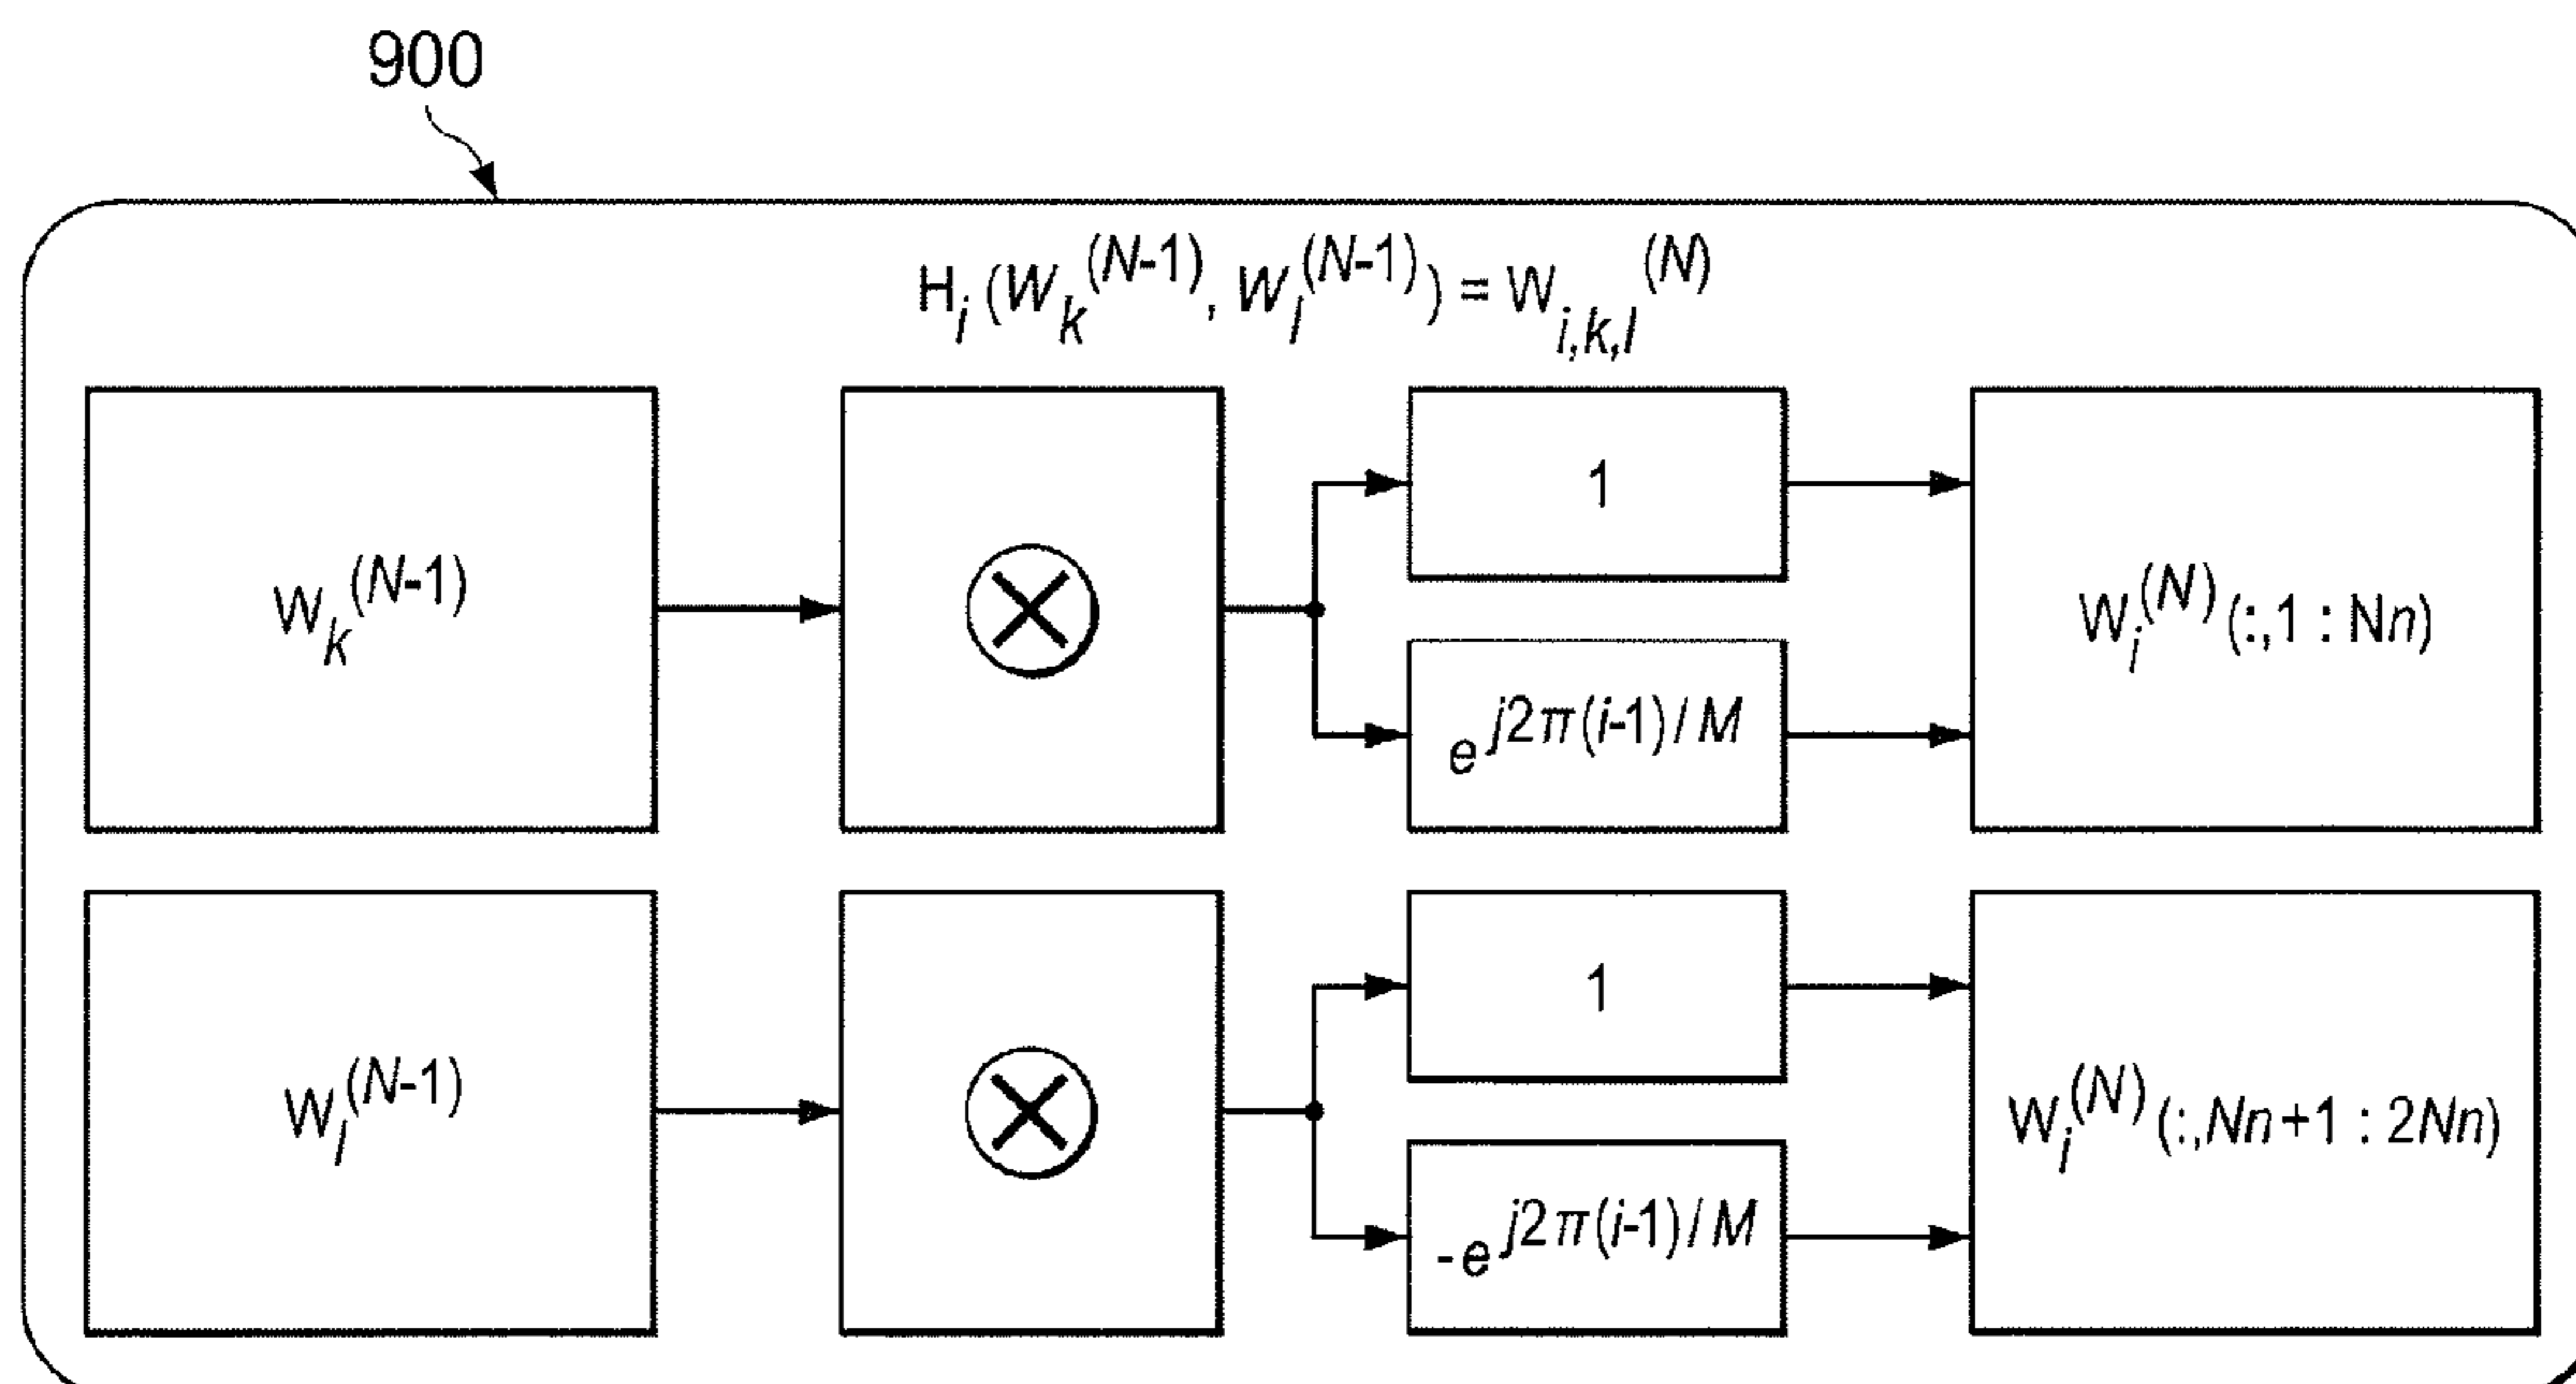 900
H_i (W_k^(N-1), W_l^(N-1)) = W_i,k,l^(N)
W_k^(N-1)
⊗
1
e^j2π(i-1)/M
W_i^(N) (:,1 : Nn)
W_l^(N-1)
⊗
1
-e^j2π(i-1)/M
W_i^(N) (:,Nn+1 : 2Nn)